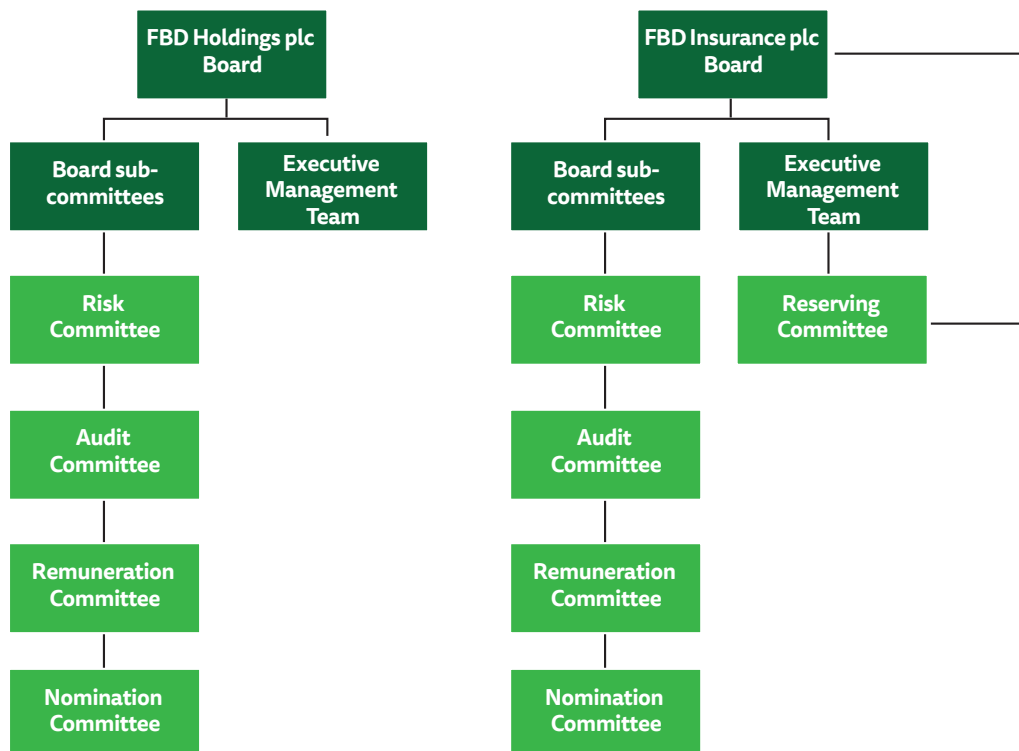 FBD Holdings plc
Board
Board sub-
committees
Executive
Management
Team
Risk
Committee
Audit
Committee
Remuneration
Committee
Nomination
Committee
FBD Insurance plc
Board
Board sub-
committees
Executive
Management
Team
Risk
Committee
Reserving
Committee
Audit
Committee
Remuneration
Committee
Nomination
Committee